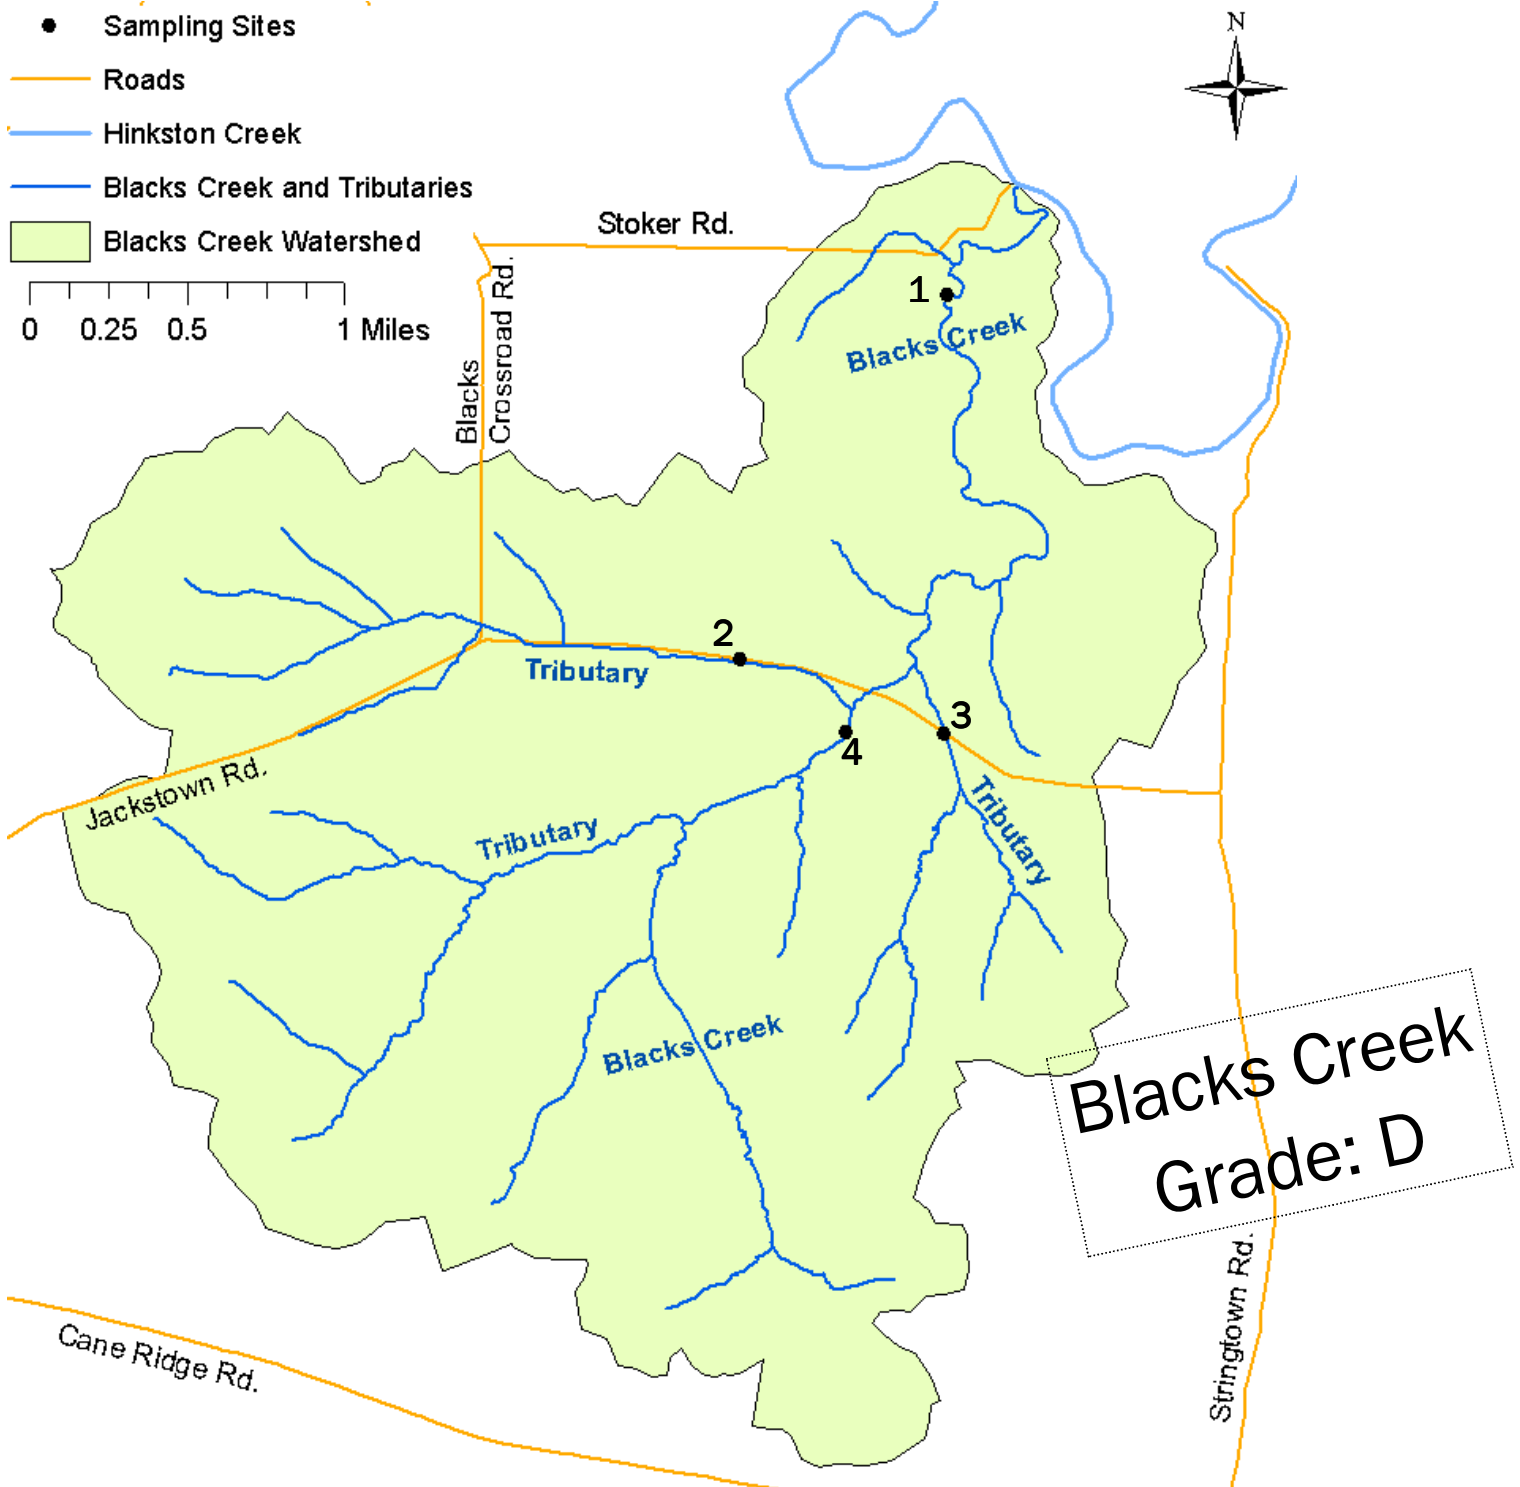 Sampling Sites
Roads
Hinkston Creek
Blacks Creek and Tributaries
Blacks Creek Watershed
0 0.25 0.5 1 Miles
N
Stoker Rd.
Blacks
Crossroad Rd.
1
Blacks Creek
2
Tributary
3
4
Jackstown Rd.
Tributary
Tributary
Blacks Creek
Blacks Creek
Grade: D
Stringtown Rd.
Cane Ridge Rd.